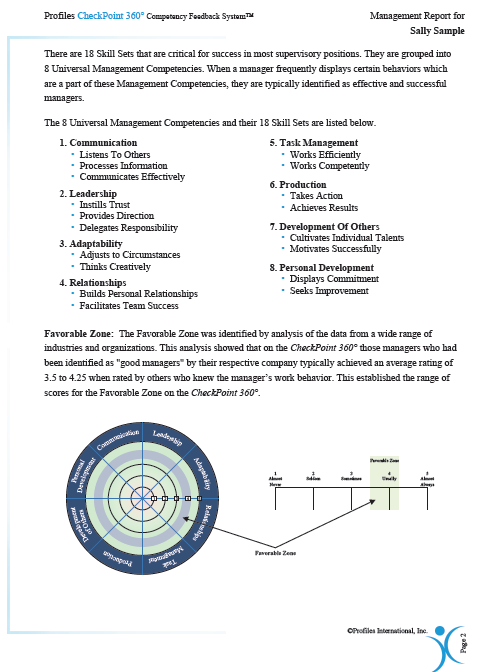 Profiles CheckPoint 360° Competency Feedback System™
Management Report for
Sally Sample
There are 18 Skill Sets that are critical for success in most supervisory positions. They are grouped into
8 Universal Management Competencies. When a manager frequently displays certain behaviors which
are a part of these Management Competencies, they are typically identified as effective and successful
managers.
The 8 Universal Management Competencies and their 18 Skill Sets are listed below.
1. Communication
• Listens To Others
• Processes Information
• Communicates Effectively
2. Leadership
• Instills Trust
• Provides Direction
• Delegates Responsibility
3. Adaptability
• Adjusts to Circumstances
• Thinks Creatively
4. Relationships
• Builds Personal Relationships
• Facilitates Team Success
5. Task Management
• Works Efficiently
• Works Competently
6. Production
• Takes Action
• Achieves Results
7. Development Of Others
• Cultivates Individual Talents
• Motivates Successfully
8. Personal Development
• Displays Commitment
• Seeks Improvement
Favorable Zone: The Favorable Zone was identified by analysis of the data from a wide range of
industries and organizations. This analysis showed that on the CheckPoint 360° those managers who had
been identified as "good managers" by their respective company typically achieved an average rating of
3.5 to 4.25 when rated by others who knew the manager's work behavior. This established the range of
scores for the Favorable Zone on the CheckPoint 360°.
Communication
Leadership
Adaptability
Relationships
Task
Management
Production
Development
of Others
Personal
Development
Favorable Zone
1
Almost
Never
2
Seldom
3
Sometimes
4
Usually
5
Almost
Always
Favorable Zone
©Profiles International, Inc.
Page 2